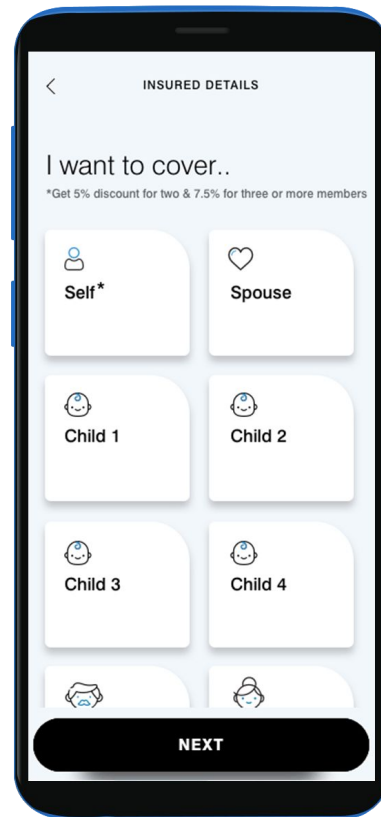 INSURED DETAILS
I want to cover..
*Get 5% discount for two & 7.5% for three or more members
Self*
Spouse
Child 1
Child 2
Child 3
Child 4
NEXT